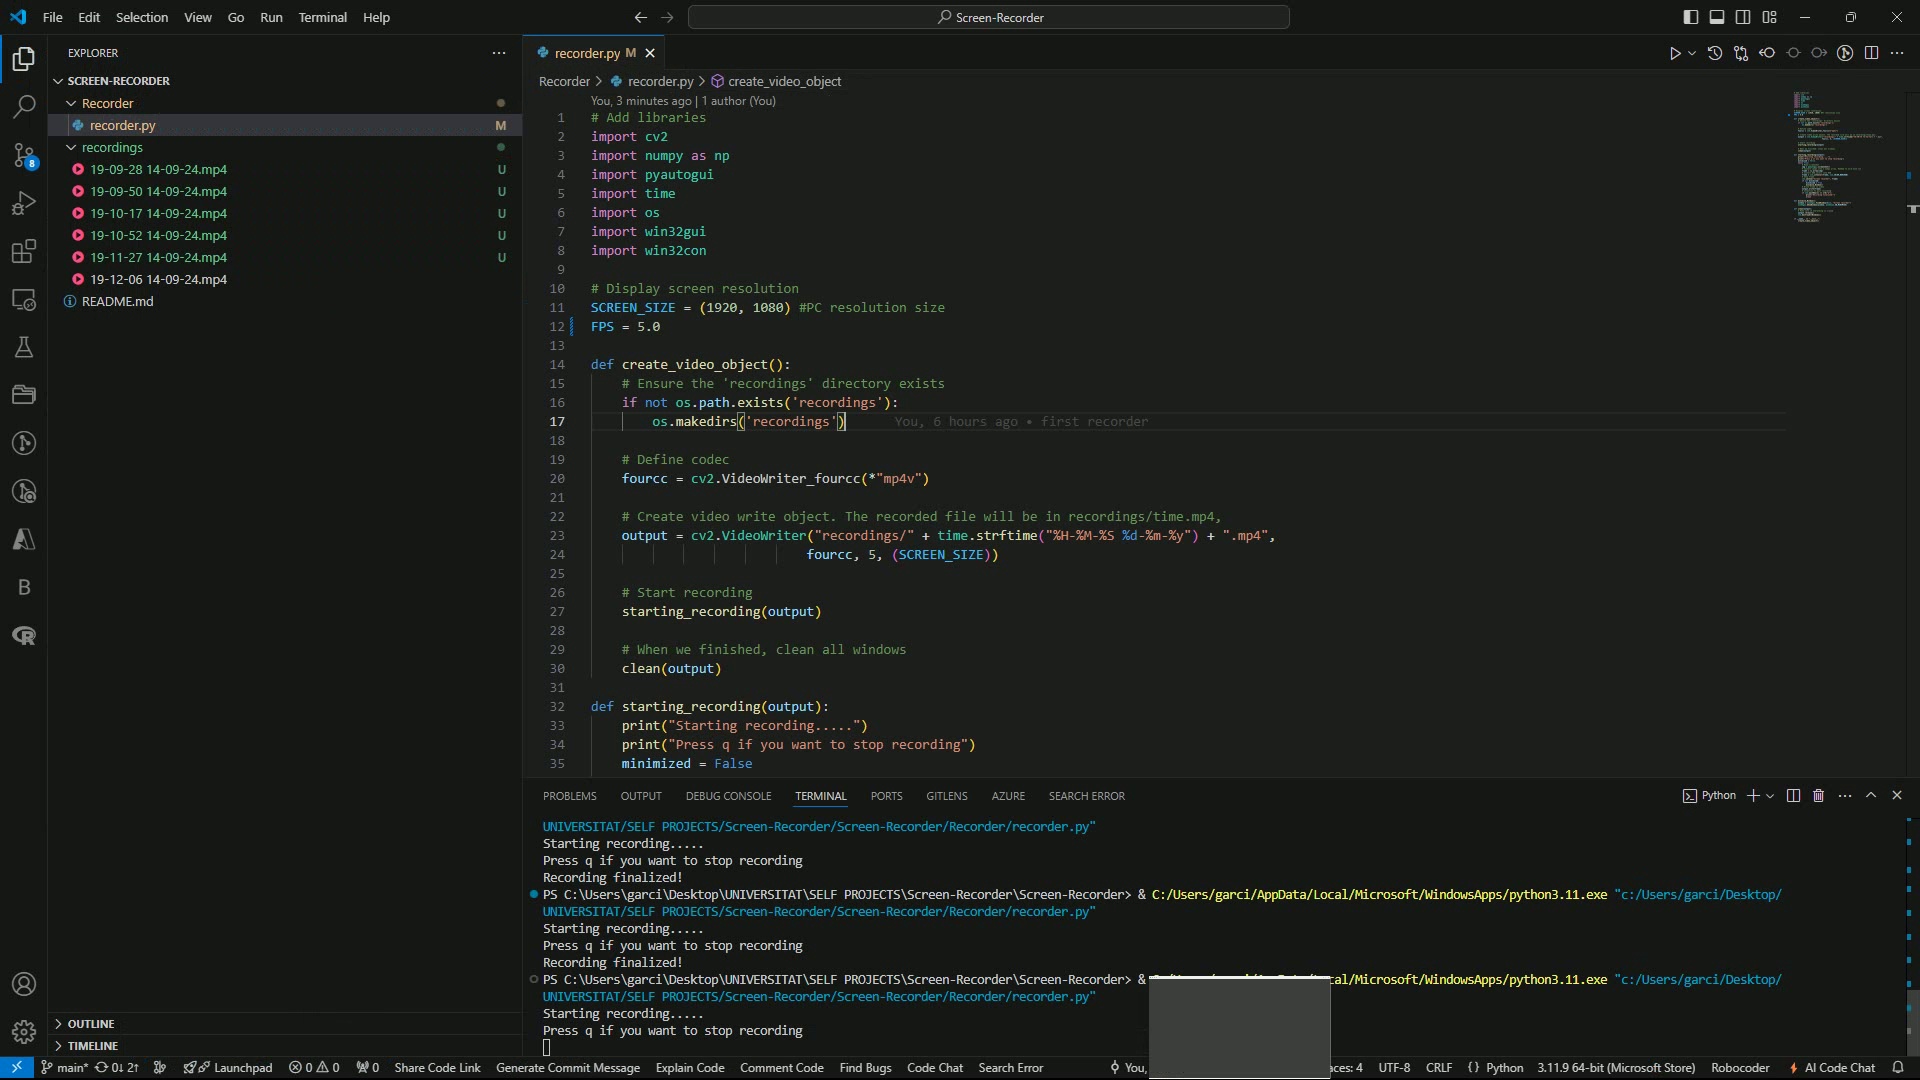 File Edit Selection View Go Run Terminal Help
Screen-Recorder
EXPLORER
SCREEN-RECORDER
Recorder
recorder.py M
recordings
19-09-28 14-09-24.mp4 U
19-09-50 14-09-24.mp4 U
19-10-17 14-09-24.mp4 U
19-10-52 14-09-24.mp4 U
19-11-27 14-09-24.mp4 U
19-12-06 14-09-24.mp4
README.md
OUTLINE
TIMELINE
8
B
R
recorder.py M
Recorder > recorder.py > create_video_object
You, 3 minutes ago | 1 author (You)
1 # Add libraries
2 import cv2
3 import numpy as np
4 import pyautogui
5 import time
6 import os
7 import win32gui
8 import win32con
9
10 # Display screen resolution
11 SCREEN_SIZE = (1920, 1080) #PC resolution size
12 FPS = 5.0
13
14 def create_video_object():
15 # Ensure the 'recordings' directory exists
16 if not os.path.exists('recordings'):
17 os.makedirs('recordings') You, 6 hours ago • first recorder
18
19 # Define codec
20 fourcc = cv2.VideoWriter_fourcc(*"mp4v")
21
22 # Create video write object. The recorded file will be in recordings/time.mp4,
23 output = cv2.VideoWriter("recordings/" + time.strftime("%H-%M-%S %d-%m-%y") + ".mp4",
24 fourcc, 5, (SCREEN_SIZE))
25
26 # Start recording
27 starting_recording(output)
28
29 # When we finished, clean all windows
30 clean(output)
31
32 def starting_recording(output):
33 print("Starting recording.....")
34 print("Press q if you want to stop recording")
35 minimized = False
PROBLEMS OUTPUT DEBUG CONSOLE TERMINAL PORTS GITLENS AZURE SEARCH ERROR
Python
UNIVERSITAT/SELF PROJECTS/Screen-Recorder/Screen-Recorder/Recorder/recorder.py"
Starting recording.....
Press q if you want to stop recording
Recording finalized!
PS C:\Users\garci\Desktop\UNIVERSITAT\SELF PROJECTS\Screen-Recorder\Screen-Recorder> & C:/Users/garci/AppData/Local/Microsoft/WindowsApps/python3.11.exe "c:/Users/garci/Desktop/
UNIVERSITAT/SELF PROJECTS/Screen-Recorder/Screen-Recorder/Recorder/recorder.py"
Starting recording.....
Press q if you want to stop recording
Recording finalized!
PS C:\Users\garci\Desktop\UNIVERSITAT\SELF PROJECTS\Screen-Recorder\Screen-Recorder> & cal/Microsoft/WindowsApps/python3.11.exe "c:/Users/garci/Desktop/
UNIVERSITAT/SELF PROJECTS/Screen-Recorder/Screen-Recorder/Recorder/recorder.py"
Starting recording.....
Press q if you want to stop recording
main* 0↓ 2↑ Launchpad 0 0 0 Share Code Link Generate Commit Message Explain Code Comment Code Find Bugs Code Chat Search Error You, aces: 4 UTF-8 CRLF {} Python 3.11.9 64-bit (Microsoft Store) Robocoder AI Code Chat